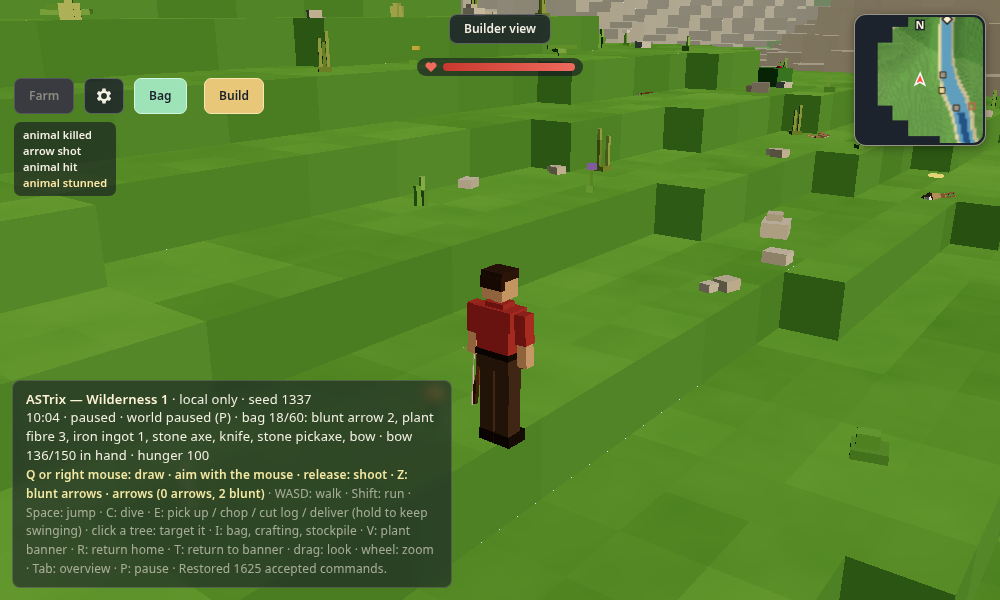 Builder view
N
Farm
Bag
Build
animal killed
arrow shot
animal hit
animal stunned
ASTrix — Wilderness 1 · local only · seed 1337
10:04 · paused · world paused (P) · bag 18/60: blunt arrow 2, plant
fibre 3, iron ingot 1, stone axe, knife, stone pickaxe, bow · bow
136/150 in hand · hunger 100
Q or right mouse: draw · aim with the mouse · release: shoot · Z:
blunt arrows · arrows (0 arrows, 2 blunt) · WASD: walk · Shift: run ·
Space: jump · C: dive · E: pick up / chop / cut log / deliver (hold to keep
swinging) · click a tree: target it · I: bag, crafting, stockpile · V: plant
banner · R: return home · T: return to banner · drag: look · wheel: zoom
· Tab: overview · P: pause · Restored 1625 accepted commands.